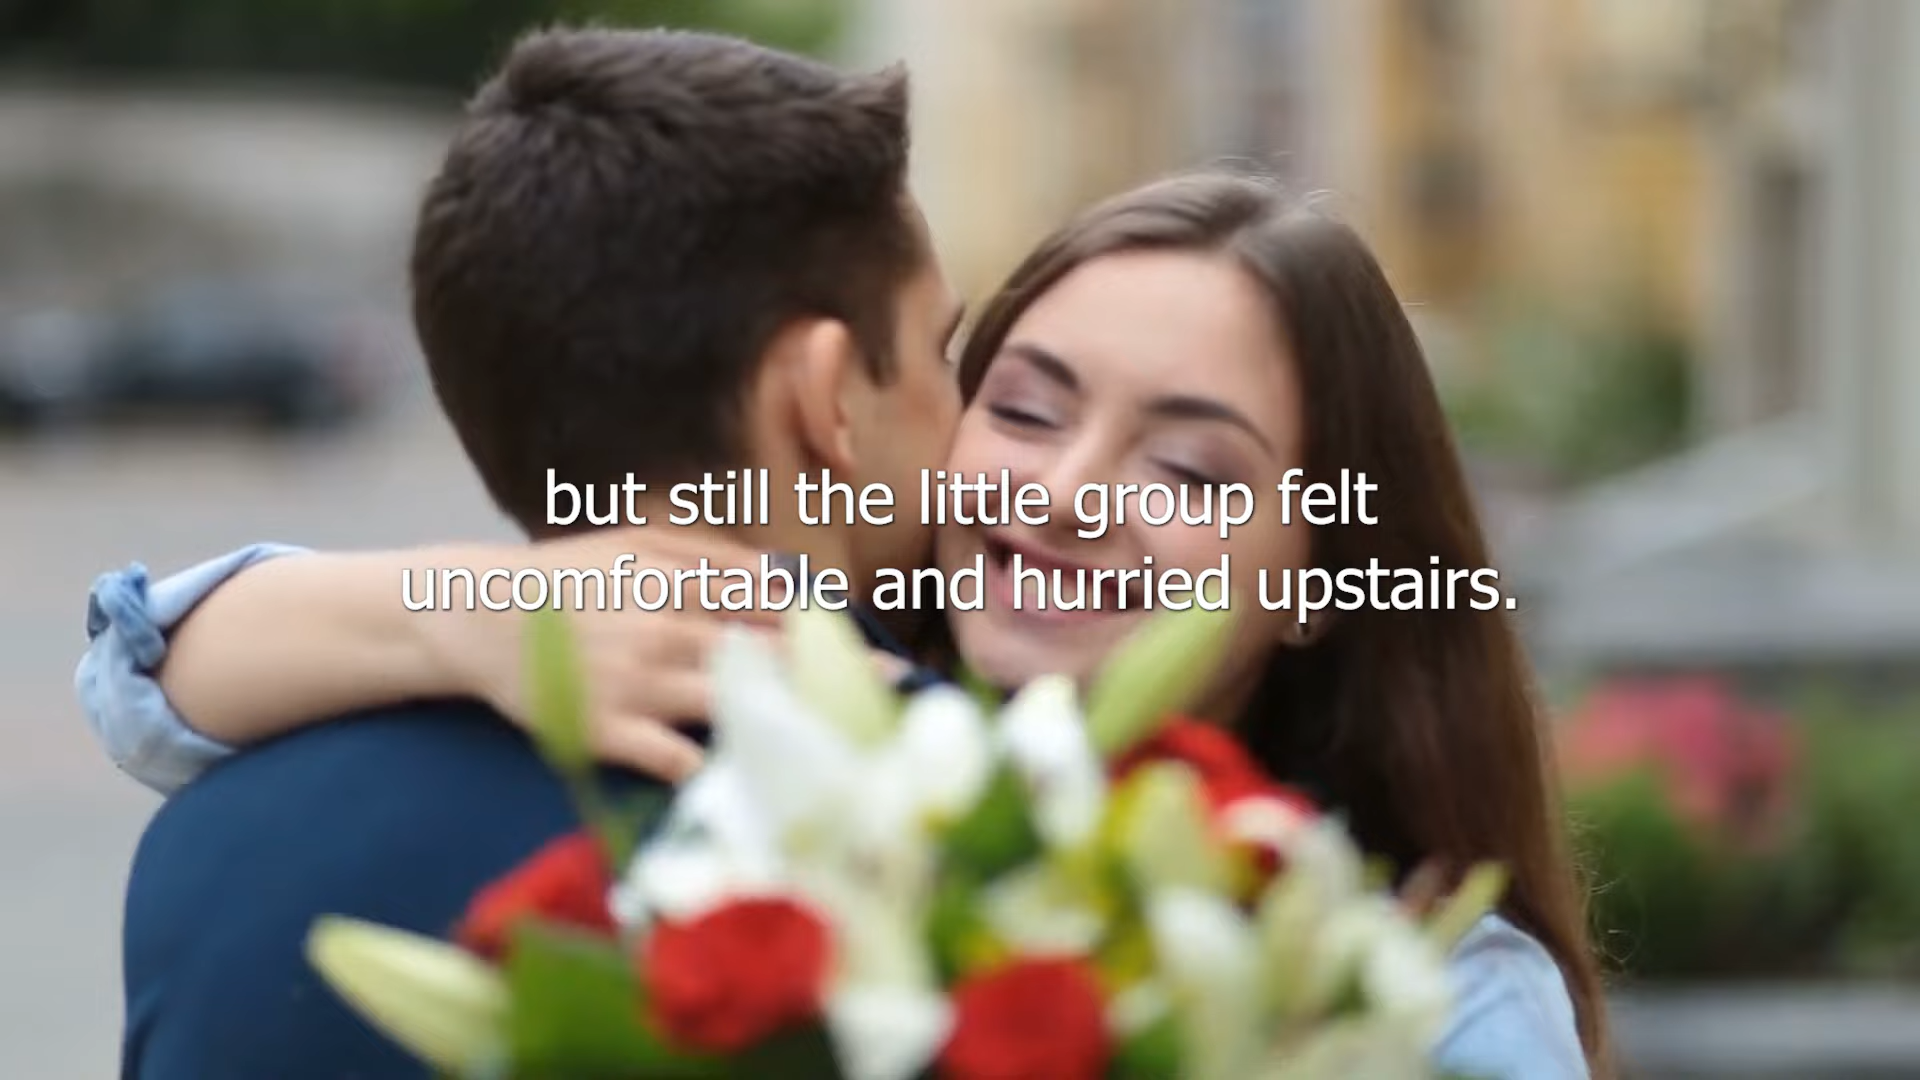 but still the little group felt
uncomfortable and hurried upstairs.